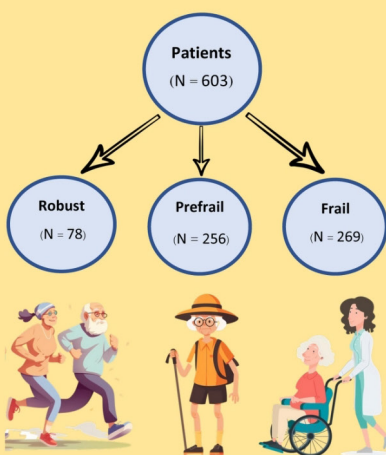 Patients
(N = 603)
Robust
(N = 78)
Prefrail
(N = 256)
Frail
(N = 269)